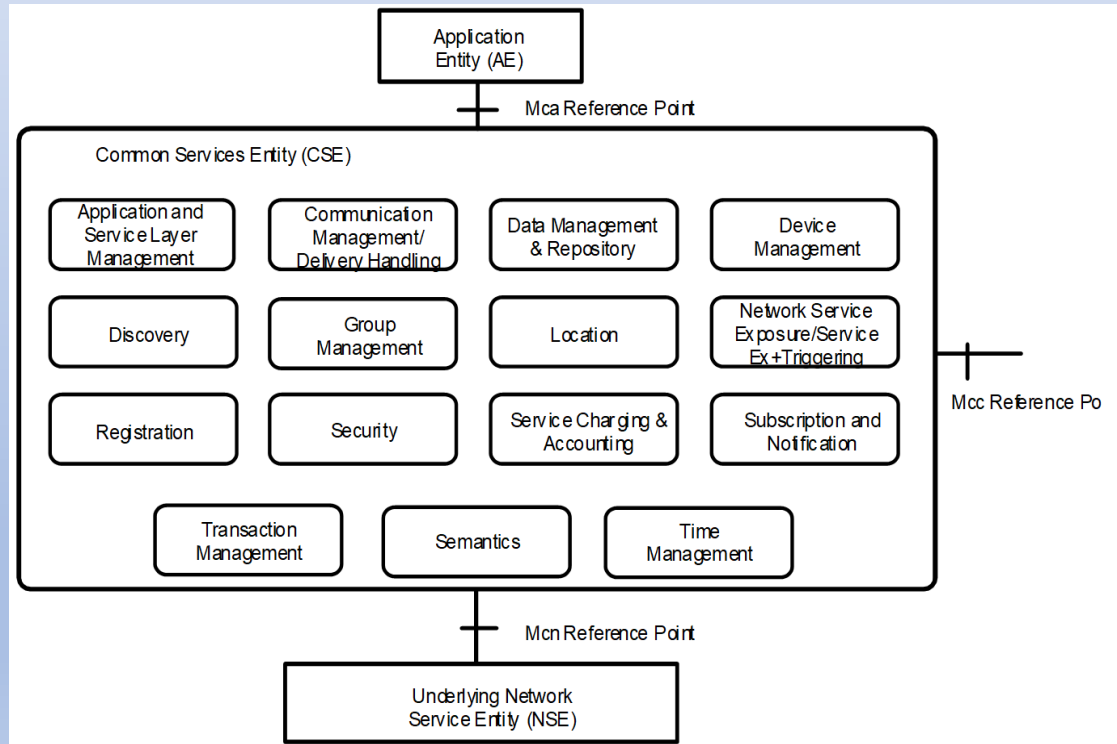 Application
Entity (AE)
Mca Reference Point
Common Services Entity (CSE)
Application and
Service Layer
Management
Communication
Management/
Delivery Handling
Data Management
& Repository
Device
Management
Discovery
Group
Management
Location
Network Service
Exposure/Service
Ex+Triggering
Mcc Reference Po
Registration
Security
Service Charging &
Accounting
Subscription and
Notification
Transaction
Management
Semantics
Time
Management
Mcn Reference Point
Underlying Network
Service Entity (NSE)